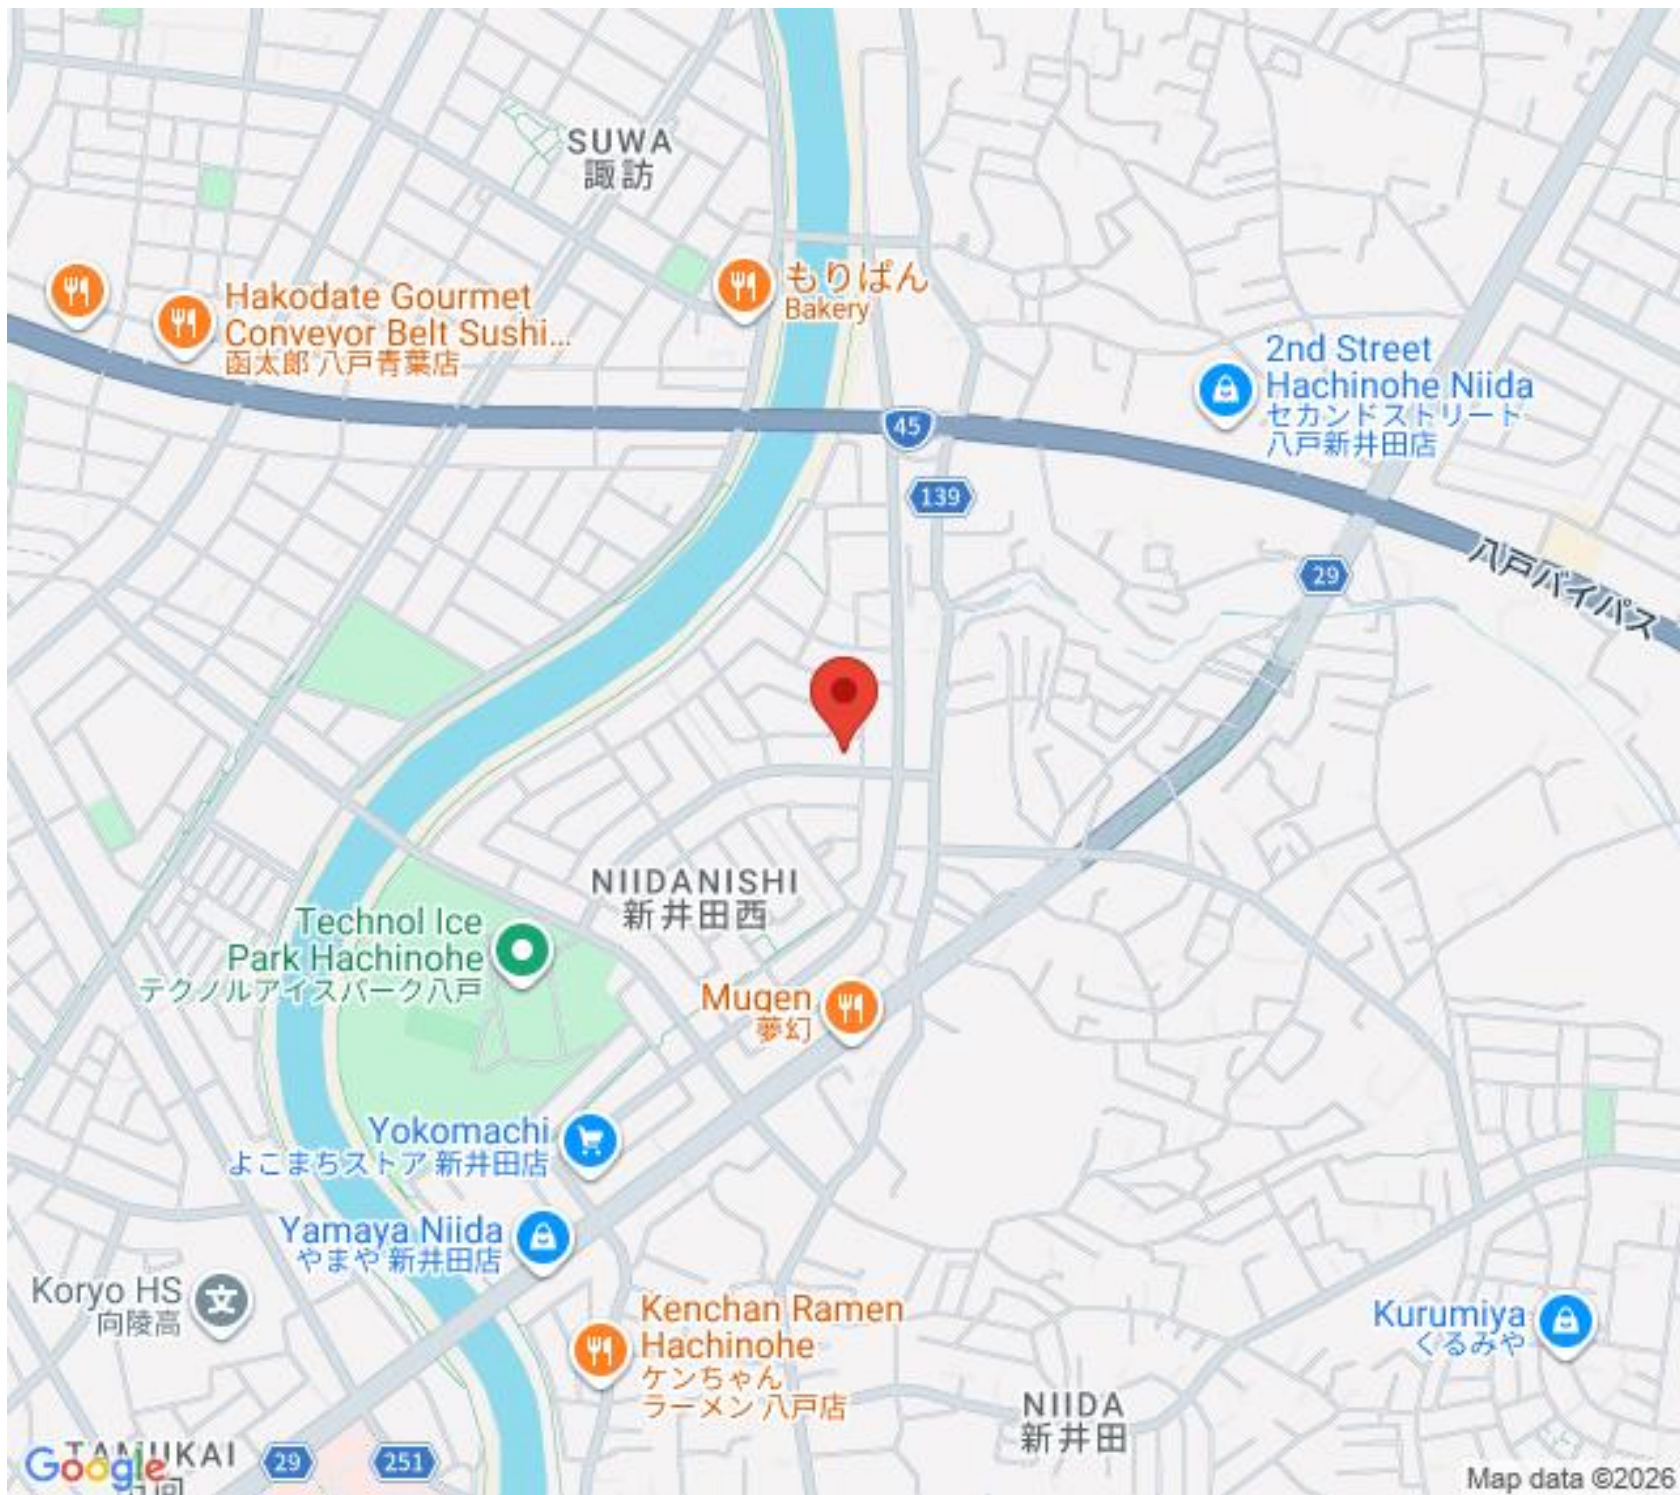 SUWA
諏訪
もりぱん
Bakery
Hakodate Gourmet
Conveyor Belt Sushi...
函太郎 八戸青葉店
2nd Street
Hachinohe Niida
セカンドストリート
八戸新井田店
45
139
29
八戸バイパス
NIIDANISHI
新井田西
Technol Ice
Park Hachinohe
テクノルアイスパーク八戸
Mugen
夢幻
Yokomachi
よこまちストア 新井田店
Yamaya Niida
やまや 新井田店
Koryo HS
向陵高
文
Kenchan Ramen
Hachinohe
ケンちゃん
ラーメン 八戸店
Kurumiya
くるみや
NIIDA
新井田
29
251
Google
Map data ©2026